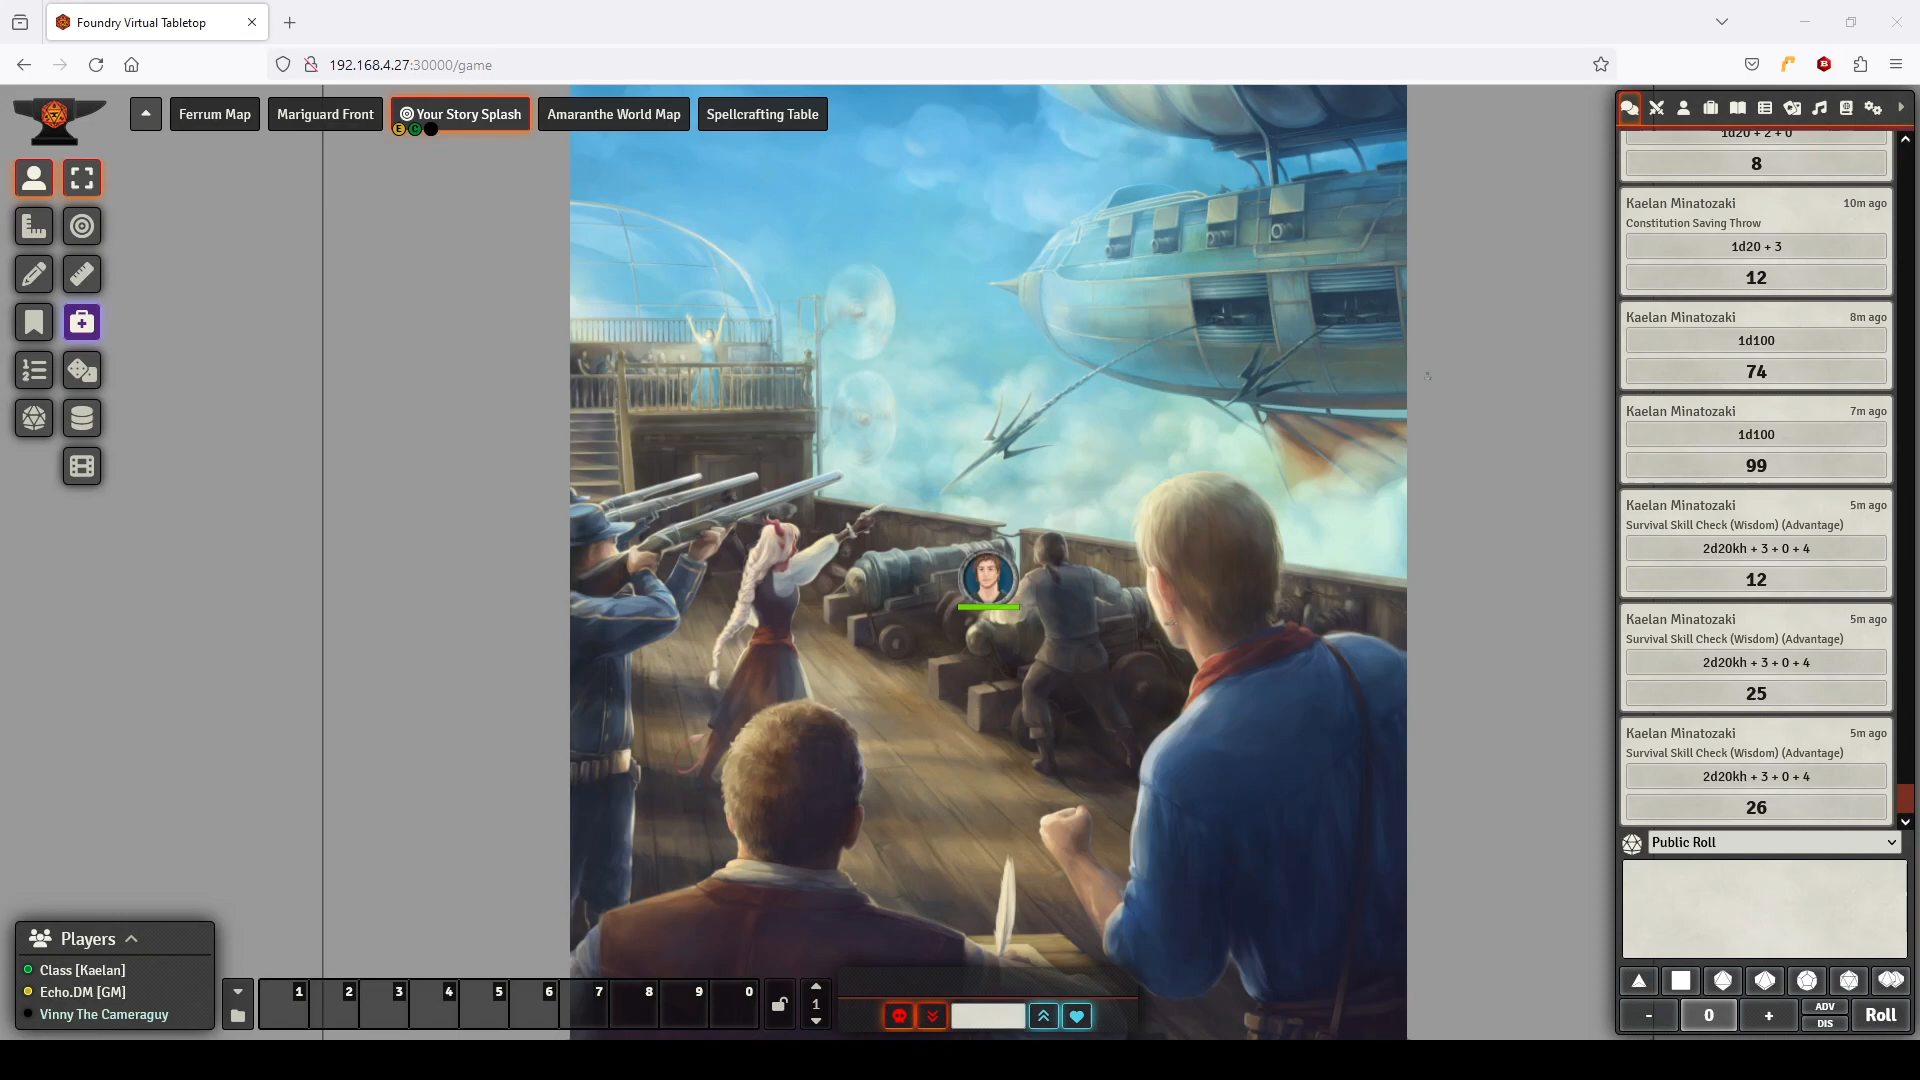 Foundry Virtual Tabletop
192.168.4.27:30000/game
Ferrum Map
Mariguard Front
Your Story Splash
Amaranthe World Map
Spellcrafting Table
E C
1d20 + 2 + 0
8
Kaelan Minatozaki 10m ago
Constitution Saving Throw
1d20 + 3
12
Kaelan Minatozaki 8m ago
1d100
74
Kaelan Minatozaki 7m ago
1d100
99
Kaelan Minatozaki 5m ago
Survival Skill Check (Wisdom) (Advantage)
2d20kh + 3 + 0 + 4
12
Kaelan Minatozaki 5m ago
Survival Skill Check (Wisdom) (Advantage)
2d20kh + 3 + 0 + 4
25
Kaelan Minatozaki 5m ago
Survival Skill Check (Wisdom) (Advantage)
2d20kh + 3 + 0 + 4
26
Public Roll
- 0 + ADV DIS Roll
Players
Class [Kaelan]
Echo.DM [GM]
Vinny The Cameraguy
1 2 3 4 5 6 7 8 9 0
1